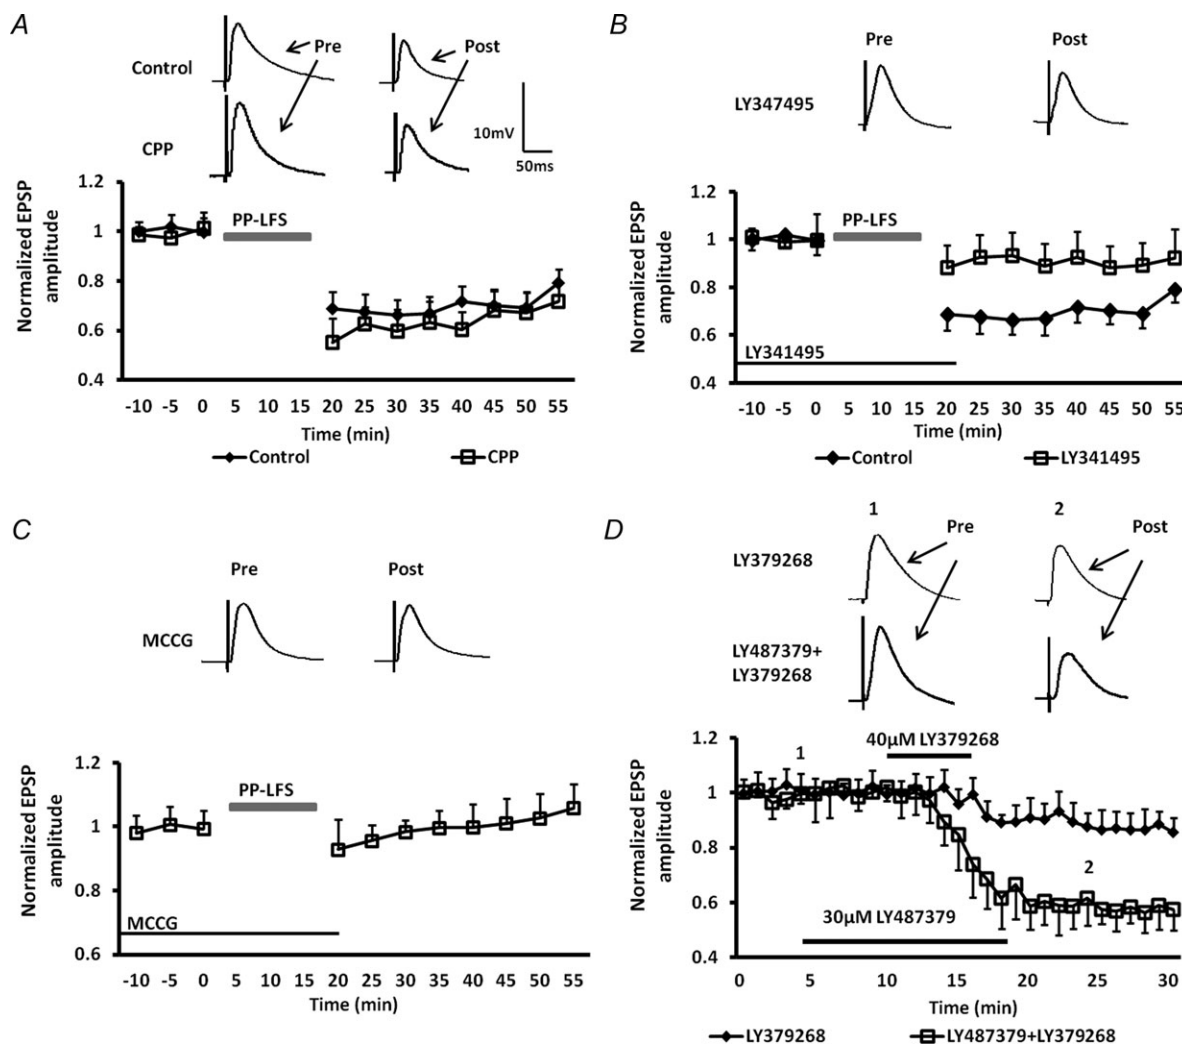 A
Control
Pre
Post
CPP
10mV
50ms
Normalized EPSP
amplitude
1.2
1
0.8
0.6
0.4
PP-LFS
-10 -5 0 5 10 15 20 25 30 35 40 45 50 55
Time (min)
Control
CPP
B
Pre
Post
LY347495
Normalized EPSP
amplitude
1.2
1
0.8
0.6
0.4
PP-LFS
LY341495
-10 -5 0 5 10 15 20 25 30 35 40 45 50 55
Time (min)
Control
LY341495
C
Pre
Post
MCCG
Normalized EPSP
amplitude
1.2
1
0.8
0.6
PP-LFS
MCCG
-10 -5 0 5 10 15 20 25 30 35 40 45 50 55
Time (min)
D
1
2
LY379268
Pre
Post
LY487379+
LY379268
Normalized EPSP
amplitude
1.2
1
0.8
0.6
0.4
1
40µM LY379268
2
30µM LY487379
0 5 10 15 20 25 30
Time (min)
LY379268
LY487379+LY379268